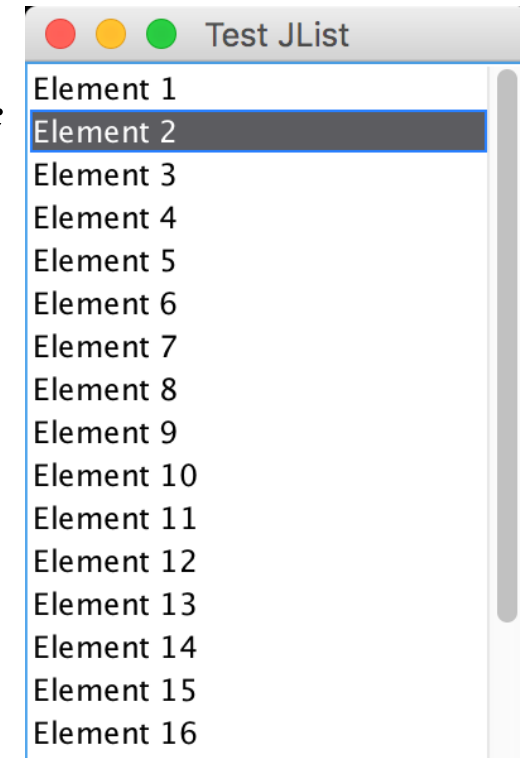 Test JList
Element 1
Element 2
Element 3
Element 4
Element 5
Element 6
Element 7
Element 8
Element 9
Element 10
Element 11
Element 12
Element 13
Element 14
Element 15
Element 16